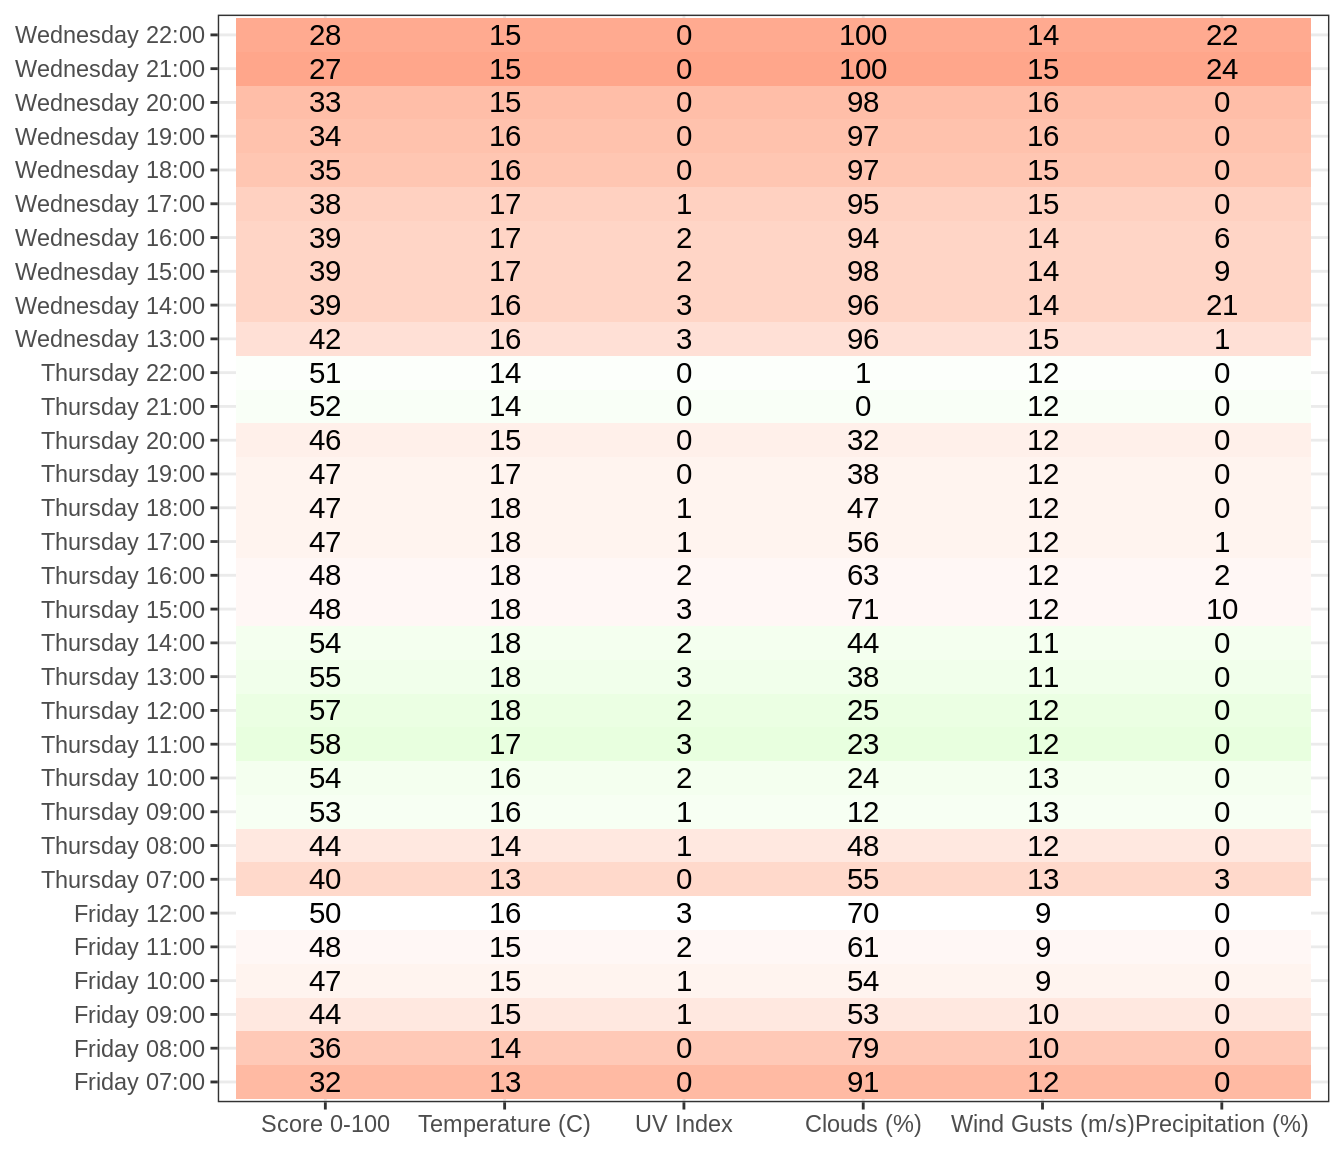 Wednesday 22:00 28 15 0 100 14 22
Wednesday 21:00 27 15 0 100 15 24
Wednesday 20:00 33 15 0 98 16 0
Wednesday 19:00 34 16 0 97 16 0
Wednesday 18:00 35 16 0 97 15 0
Wednesday 17:00 38 17 1 95 15 0
Wednesday 16:00 39 17 2 94 14 6
Wednesday 15:00 39 17 2 98 14 9
Wednesday 14:00 39 16 3 96 14 21
Wednesday 13:00 42 16 3 96 15 1
Thursday 22:00 51 14 0 1 12 0
Thursday 21:00 52 14 0 0 12 0
Thursday 20:00 46 15 0 32 12 0
Thursday 19:00 47 17 0 38 12 0
Thursday 18:00 47 18 1 47 12 0
Thursday 17:00 47 18 1 56 12 1
Thursday 16:00 48 18 2 63 12 2
Thursday 15:00 48 18 3 71 12 10
Thursday 14:00 54 18 2 44 11 0
Thursday 13:00 55 18 3 38 11 0
Thursday 12:00 57 18 2 25 12 0
Thursday 11:00 58 17 3 23 12 0
Thursday 10:00 54 16 2 24 13 0
Thursday 09:00 53 16 1 12 13 0
Thursday 08:00 44 14 1 48 12 0
Thursday 07:00 40 13 0 55 13 3
Friday 12:00 50 16 3 70 9 0
Friday 11:00 48 15 2 61 9 0
Friday 10:00 47 15 1 54 9 0
Friday 09:00 44 15 1 53 10 0
Friday 08:00 36 14 0 79 10 0
Friday 07:00 32 13 0 91 12 0
Score 0-100 Temperature (C) UV Index Clouds (%) Wind Gusts (m/s) Precipitation (%)